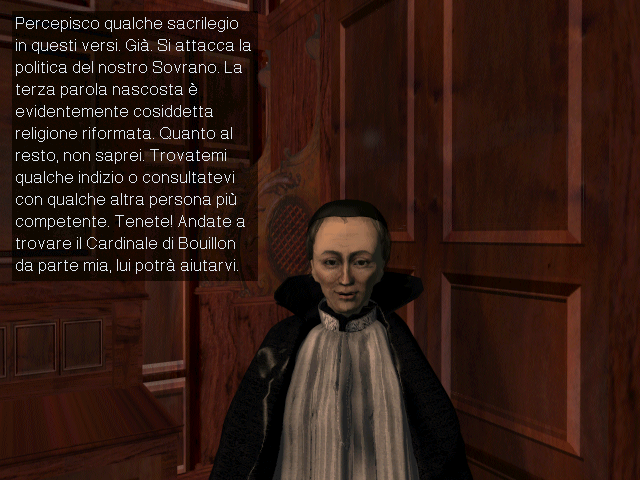 Percepisco qualche sacrilegio
in questi versi. Già. Si attacca la
politica del nostro Sovrano. La
terza parola nascosta è
evidentemente cosiddetta
religione riformata. Quanto al
resto, non saprei. Trovatemi
qualche indizio o consultatevi
con qualche altra persona più
competente. Tenete! Andate a
trovare il Cardinale di Bouillon
da parte mia, lui potrà aiutarvi.